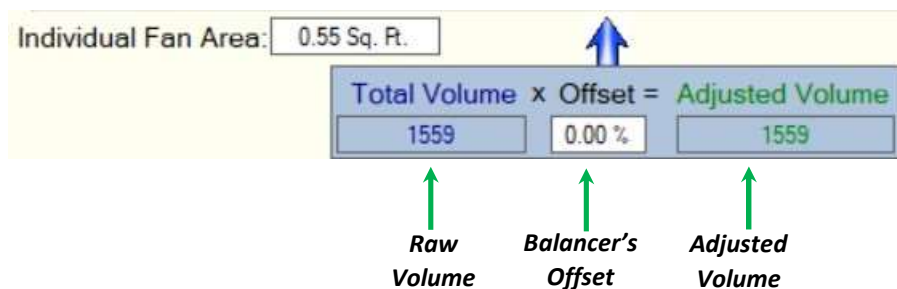 Individual Fan Area: 0.55 Sq. Ft.
Total Volume x Offset = Adjusted Volume
1559 0.00 % 1559
Raw Balancer’s Adjusted
Volume Offset Volume